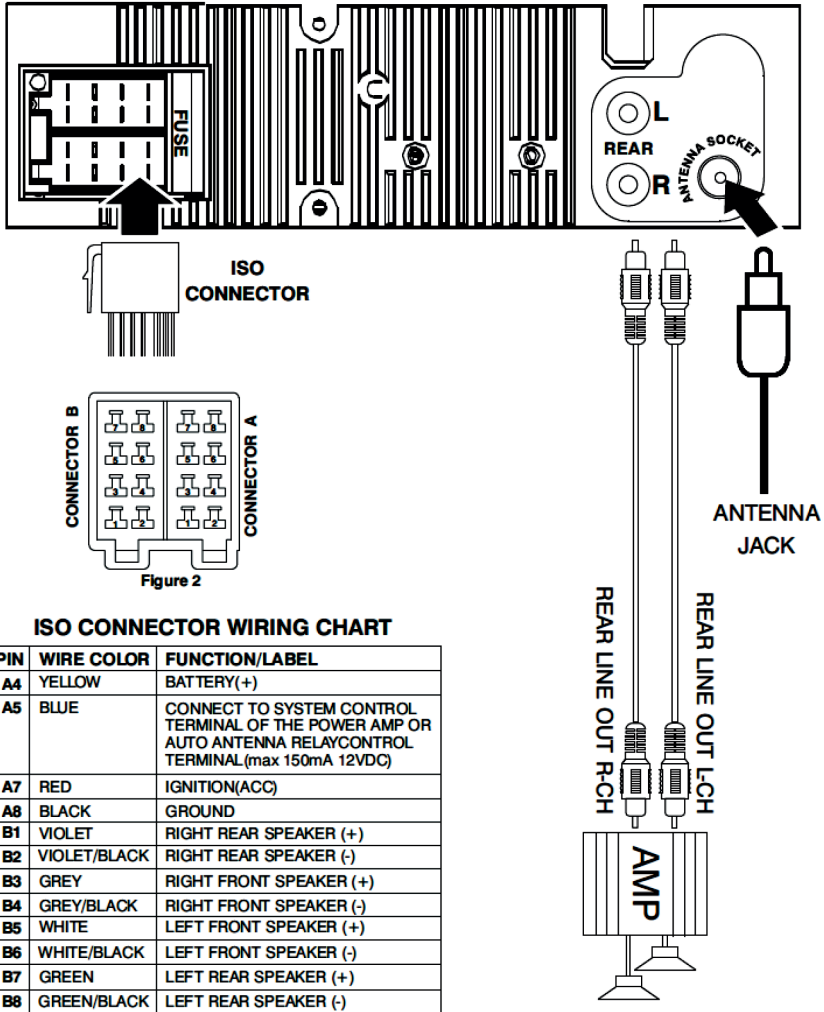 FUSE
L
REAR
R
ANTENNA SOCKET
ISO
CONNECTOR
CONNECTOR B
CONNECTOR A
7 8 7 8
5 6 5 6
3 4 3 4
1 2 1 2
Figure 2
ANTENNA
JACK
REAR LINE OUT R-CH
REAR LINE OUT L-CH
AMP
ISO CONNECTOR WIRING CHART
PIN WIRE COLOR FUNCTION/LABEL
A4 YELLOW BATTERY(+)
A5 BLUE CONNECT TO SYSTEM CONTROL
TERMINAL OF THE POWER AMP OR
AUTO ANTENNA RELAYCONTROL
TERMINAL(max 150mA 12VDC)
A7 RED IGNITION(ACC)
A8 BLACK GROUND
B1 VIOLET RIGHT REAR SPEAKER (+)
B2 VIOLET/BLACK RIGHT REAR SPEAKER (-)
B3 GREY RIGHT FRONT SPEAKER (+)
B4 GREY/BLACK RIGHT FRONT SPEAKER (-)
B5 WHITE LEFT FRONT SPEAKER (+)
B6 WHITE/BLACK LEFT FRONT SPEAKER (-)
B7 GREEN LEFT REAR SPEAKER (+)
B8 GREEN/BLACK LEFT REAR SPEAKER (-)